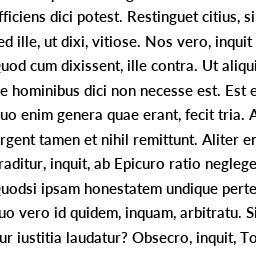 fficiens dici potest. Restinguet citius, si
ed ille, ut dixi, vitiose. Nos vero, inquit
uod cum dixissent, ille contra. Ut aliqui
e hominibus dici non necesse est. Est e
uo enim genera quae erant, fecit tria. A
rgent tamen et nihil remittunt. Aliter er
raditur, inquit, ab Epicuro ratio neglege
uodsi ipsam honestatem undique perte
uo vero id quidem, inquam, arbitratu. Si
ur iustitia laudatur? Obsecro, inquit, To